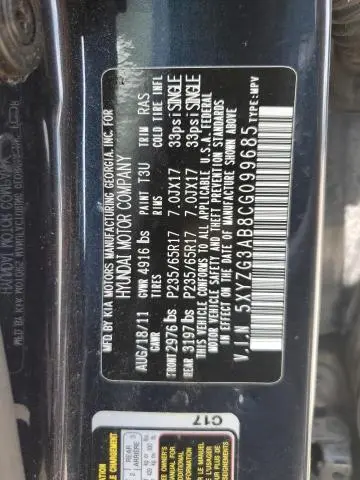 MFD BY KIA MOTORS MANUFACTURING GEORGIA, INC. FOR
HYUNDAI MOTOR COMPANY
AUG/18/11 GVWR 4916 lbs PAINT T3U TRIM RAS
GAWR TIRES RIMS COLD TIRE INFL
FRONT 2976 lbs P235/65R17 7.0JX17 33psi SINGLE
REAR 3197 lbs P235/65R17 7.0JX17 33psi SINGLE
THIS VEHICLE CONFORMS TO ALL APPLICABLE U.S.A. FEDERAL
MOTOR VEHICLE SAFETY AND THEFT PREVENTION STANDARDS
IN EFFECT ON THE DATE OF MANUFACTURE SHOWN ABOVE.
V.I.N 5XYZG3AB8CG099685 TYPE:MPV
C17
REAR
ARRIÈRE